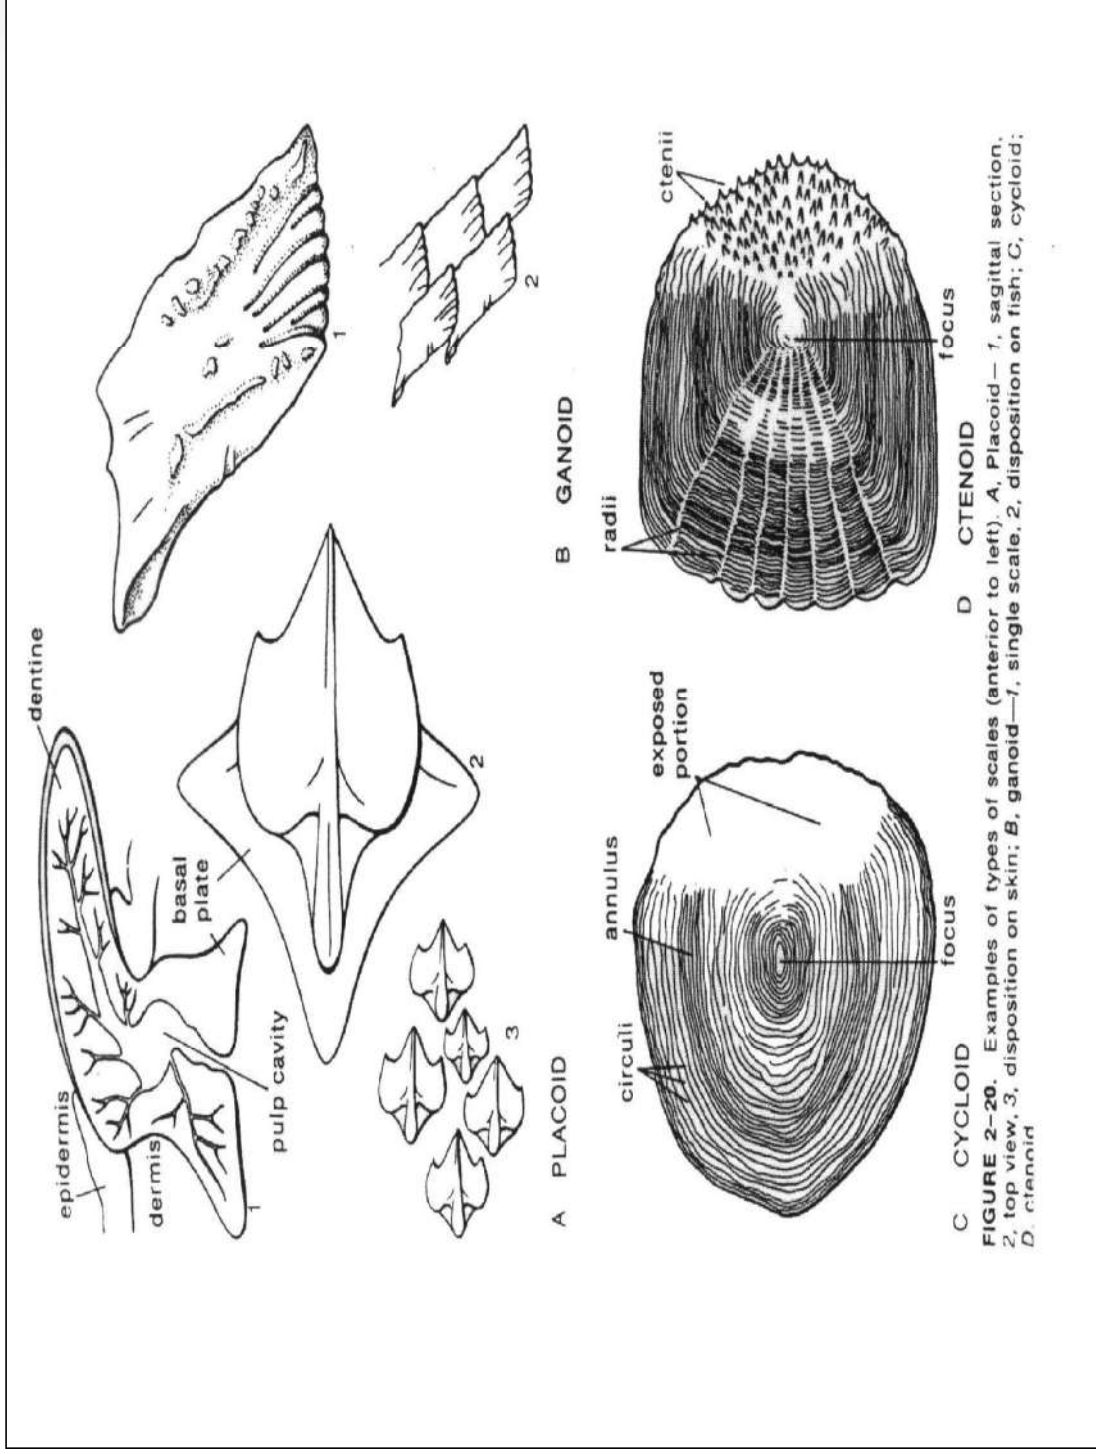 epidermis
dermis
1
pulp cavity
basal
plate
dentine
2
3
A PLACOID
1
2
B GANOID
circuli
annulus
exposed
portion
focus
C CYCLOID
radii
ctenii
focus
D CTENOID
FIGURE 2–20. Examples of types of scales (anterior to left). A, Placoid— 1, sagittal section,
2, top view, 3, disposition on skin; B, ganoid—1, single scale, 2, disposition on fish; C, cycloid;
D. ctenoid